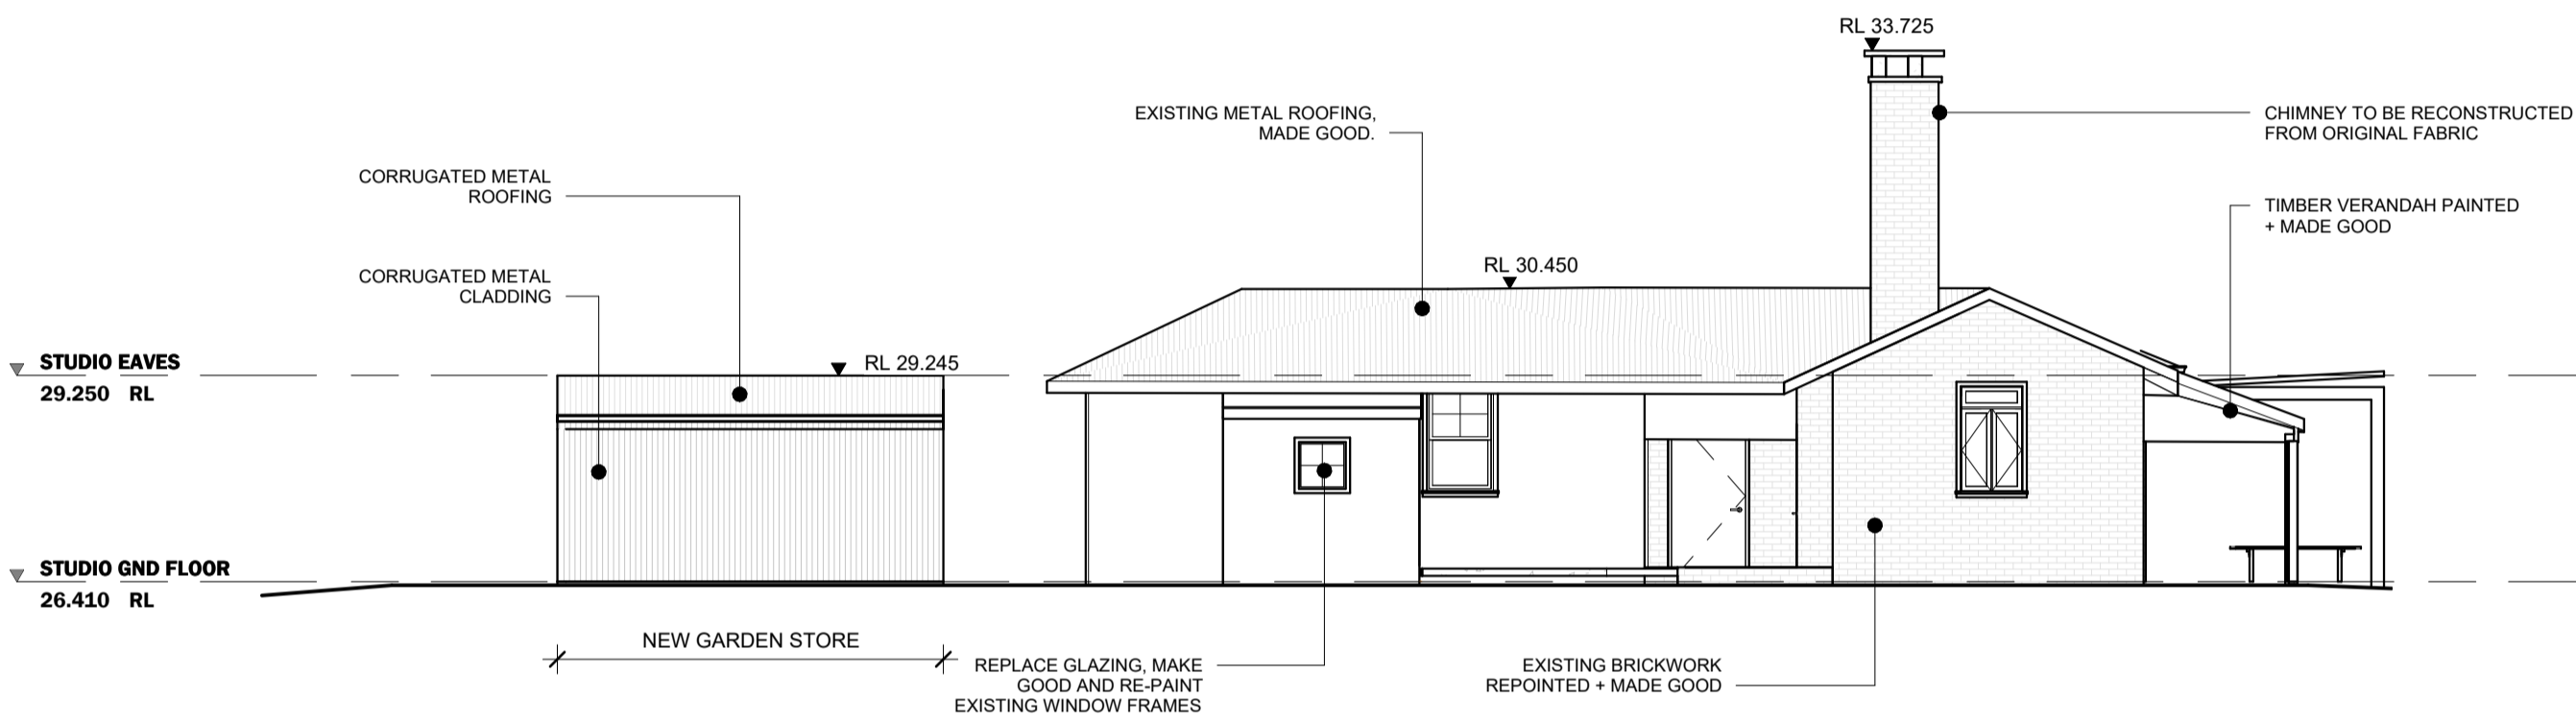 RL 33.725
EXISTING METAL ROOFING,
MADE GOOD.
CHIMNEY TO BE RECONSTRUCTED
FROM ORIGINAL FABRIC
CORRUGATED METAL
ROOFING
TIMBER VERANDAH PAINTED
+ MADE GOOD
CORRUGATED METAL
CLADDING
RL 30.450
STUDIO EAVES
29.250 RL
RL 29.245
STUDIO GND FLOOR
26.410 RL
NEW GARDEN STORE
REPLACE GLAZING, MAKE
GOOD AND RE-PAINT
EXISTING WINDOW FRAMES
EXISTING BRICKWORK
REPOINTED + MADE GOOD